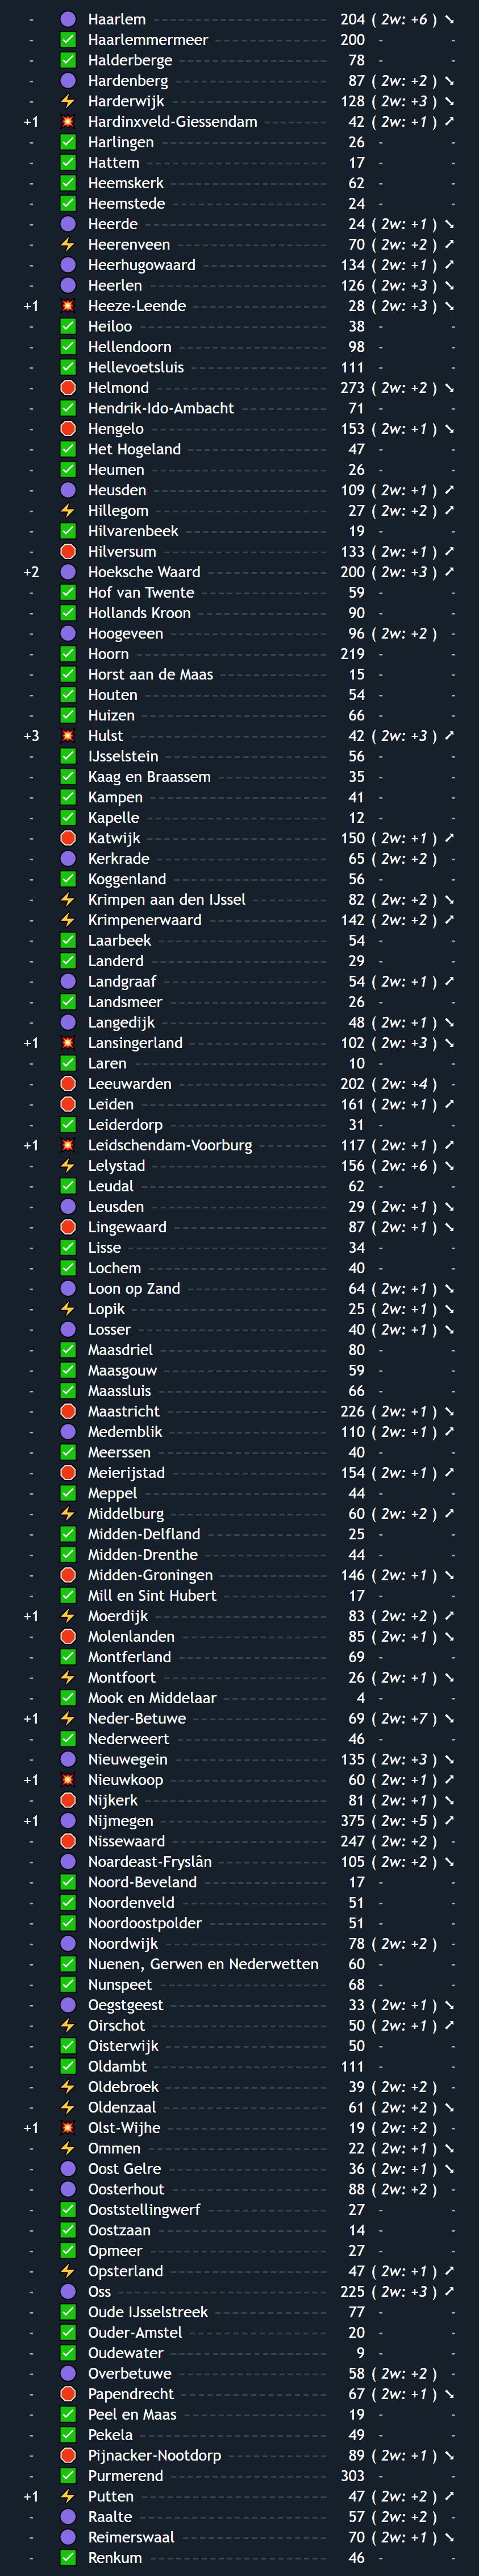 - Haarlem 204 ( 2w: +6 ) ↘
- ✅ Haarlemmermeer 200 - -
- ✅ Halderberge 78 - -
- Hardenberg 87 ( 2w: +2 ) ↘
- ⚡ Harderwijk 128 ( 2w: +3 ) ↘
+1 💥 Hardinxveld-Giessendam 42 ( 2w: +1 ) ↗
- ✅ Harlingen 26 - -
- ✅ Hattem 17 - -
- ✅ Heemskerk 62 - -
- ✅ Heemstede 24 - -
- Heerde 24 ( 2w: +1 ) ↘
- ⚡ Heerenveen 70 ( 2w: +2 ) ↗
- Heerhugowaard 134 ( 2w: +1 ) ↗
- Heerlen 126 ( 2w: +3 ) ↘
+1 💥 Heeze-Leende 28 ( 2w: +3 ) ↘
- ✅ Heiloo 38 - -
- ✅ Hellendoorn 98 - -
- ✅ Hellevoetsluis 111 - -
- Helmond 273 ( 2w: +2 ) ↘
- ✅ Hendrik-Ido-Ambacht 71 - -
- Hengelo 153 ( 2w: +1 ) ↘
- ✅ Het Hogeland 47 - -
- ✅ Heumen 26 - -
- Heusden 109 ( 2w: +1 ) ↗
- ⚡ Hillegom 27 ( 2w: +2 ) ↗
- ✅ Hilvarenbeek 19 - -
- Hilversum 133 ( 2w: +1 ) ↗
+2 Hoeksche Waard 200 ( 2w: +3 ) ↗
- ✅ Hof van Twente 59 - -
- ✅ Hollands Kroon 90 - -
- Hoogeveen 96 ( 2w: +2 ) -
- ✅ Hoorn 219 - -
- ✅ Horst aan de Maas 15 - -
- ✅ Houten 54 - -
- ✅ Huizen 66 - -
+3 💥 Hulst 42 ( 2w: +3 ) ↗
- ✅ IJsselstein 56 - -
- ✅ Kaag en Braassem 35 - -
- ✅ Kampen 41 - -
- ✅ Kapelle 12 - -
- Katwijk 150 ( 2w: +1 ) ↗
- Kerkrade 65 ( 2w: +2 ) -
- ✅ Koggenland 56 - -
- ⚡ Krimpen aan den IJssel 82 ( 2w: +2 ) ↘
- ⚡ Krimpenerwaard 142 ( 2w: +2 ) ↗
- ✅ Laarbeek 54 - -
- ✅ Landerd 29 - -
- Landgraaf 54 ( 2w: +1 ) ↗
- ✅ Landsmeer 26 - -
- Langedijk 48 ( 2w: +1 ) ↘
+1 💥 Lansingerland 102 ( 2w: +3 ) ↘
- ✅ Laren 10 - -
- Leeuwarden 202 ( 2w: +4 ) -
- Leiden 161 ( 2w: +1 ) ↗
- ✅ Leiderdorp 31 - -
+1 💥 Leidschendam-Voorburg 117 ( 2w: +1 ) ↗
- ⚡ Lelystad 156 ( 2w: +6 ) ↘
- ✅ Leudal 62 - -
- Leusden 29 ( 2w: +1 ) ↘
- Lingewaard 87 ( 2w: +1 ) ↘
- ✅ Lisse 34 - -
- ✅ Lochem 40 - -
- Loon op Zand 64 ( 2w: +1 ) ↘
- ⚡ Lopik 25 ( 2w: +1 ) ↘
- Losser 40 ( 2w: +1 ) ↘
- ✅ Maasdriel 80 - -
- ✅ Maasgouw 59 - -
- ✅ Maassluis 66 - -
- Maastricht 226 ( 2w: +1 ) ↘
- Medemblik 110 ( 2w: +1 ) ↗
- ✅ Meerssen 40 - -
- Meierijstad 154 ( 2w: +1 ) ↗
- ✅ Meppel 44 - -
- ⚡ Middelburg 60 ( 2w: +2 ) ↗
- ✅ Midden-Delfland 25 - -
- ✅ Midden-Drenthe 44 - -
- Midden-Groningen 146 ( 2w: +1 ) ↘
- ✅ Mill en Sint Hubert 17 - -
+1 ⚡ Moerdijk 83 ( 2w: +2 ) ↗
- Molenlanden 85 ( 2w: +1 ) ↘
- ✅ Montferland 69 - -
- ⚡ Montfoort 26 ( 2w: +1 ) ↘
- ✅ Mook en Middelaar 4 - -
+1 ⚡ Neder-Betuwe 69 ( 2w: +7 ) ↘
- ✅ Nederweert 46 - -
- Nieuwegein 135 ( 2w: +3 ) ↘
+1 💥 Nieuwkoop 60 ( 2w: +1 ) ↗
- Nijkerk 81 ( 2w: +1 ) ↘
+1 Nijmegen 375 ( 2w: +5 ) ↗
- Nissewaard 247 ( 2w: +2 ) -
- Noardeast-Fryslân 105 ( 2w: +2 ) ↘
- ✅ Noord-Beveland 17 - -
- ✅ Noordenveld 51 - -
- ✅ Noordoostpolder 51 - -
- Noordwijk 78 ( 2w: +2 ) -
- ✅ Nuenen, Gerwen en Nederwetten 60 - -
- ✅ Nunspeet 68 - -
- Oegstgeest 33 ( 2w: +1 ) ↘
- ⚡ Oirschot 50 ( 2w: +1 ) ↗
- ✅ Oisterwijk 50 - -
- ✅ Oldambt 111 - -
- ⚡ Oldebroek 39 ( 2w: +2 ) -
- ⚡ Oldenzaal 61 ( 2w: +2 ) ↘
+1 💥 Olst-Wijhe 19 ( 2w: +2 ) -
- ⚡ Ommen 22 ( 2w: +1 ) ↘
- Oost Gelre 36 ( 2w: +1 ) ↘
- Oosterhout 88 ( 2w: +2 ) -
- ✅ Ooststellingwerf 27 - -
- ✅ Oostzaan 14 - -
- ✅ Opmeer 27 - -
- ⚡ Opsterland 47 ( 2w: +1 ) ↗
- Oss 225 ( 2w: +3 ) ↗
- ✅ Oude IJsselstreek 77 - -
- ✅ Ouder-Amstel 20 - -
- ✅ Oudewater 9 - -
- Overbetuwe 58 ( 2w: +2 ) -
- Papendrecht 67 ( 2w: +1 ) ↘
- ✅ Peel en Maas 19 - -
- ✅ Pekela 49 - -
- Pijnacker-Nootdorp 89 ( 2w: +1 ) ↘
- ✅ Purmerend 303 - -
+1 ⚡ Putten 47 ( 2w: +2 ) ↗
- Raalte 57 ( 2w: +2 ) -
- Reimerswaal 70 ( 2w: +1 ) ↘
- ✅ Renkum 46 - -